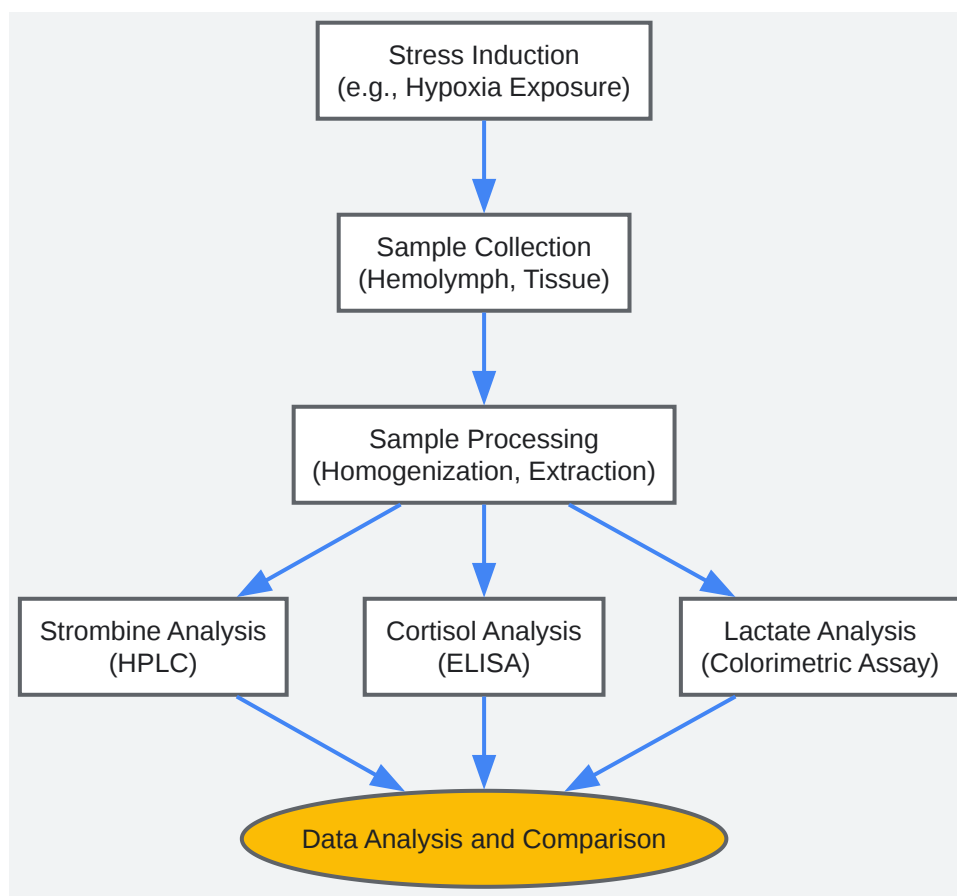 Stress Induction
(e.g., Hypoxia Exposure)
Sample Collection
(Hemolymph, Tissue)
Sample Processing
(Homogenization, Extraction)
Strombine Analysis
(HPLC)
Cortisol Analysis
(ELISA)
Lactate Analysis
(Colorimetric Assay)
Data Analysis and Comparison